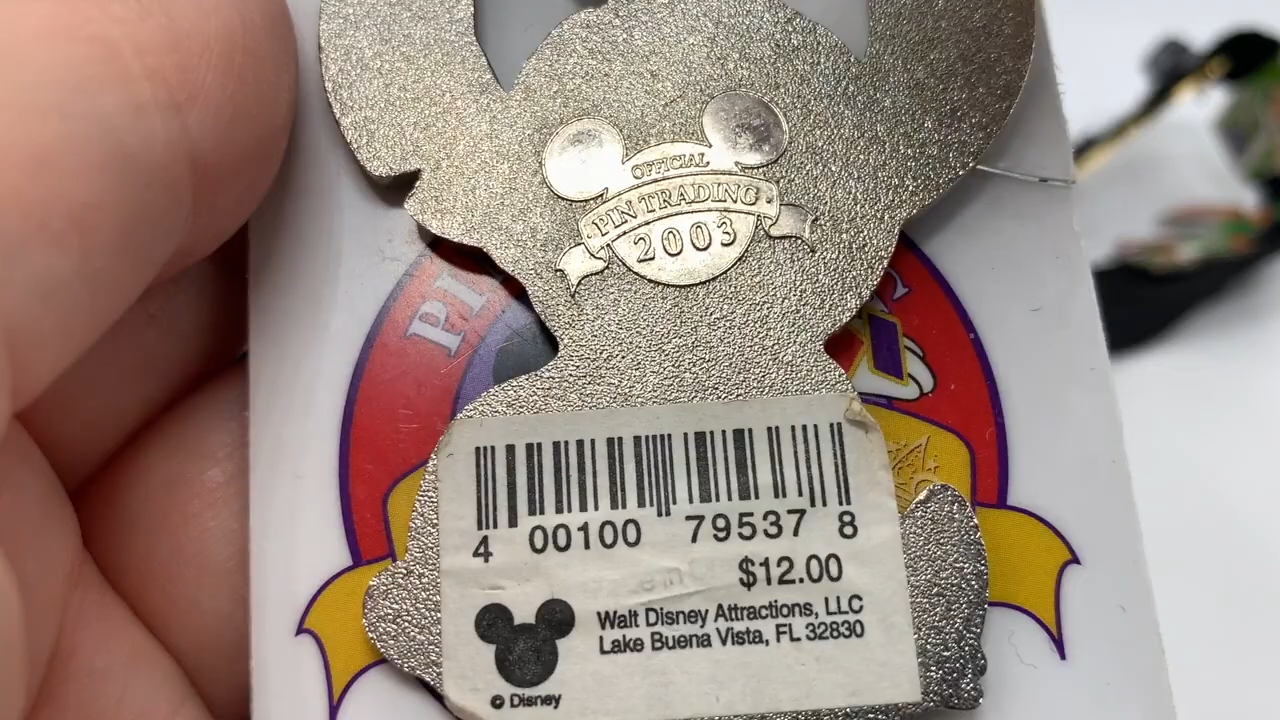 OFFICIAL
·PIN TRADING·
2003
PI
4 00100 79537 8
$12.00
Walt Disney Attractions, LLC
Lake Buena Vista, FL 32830
© Disney